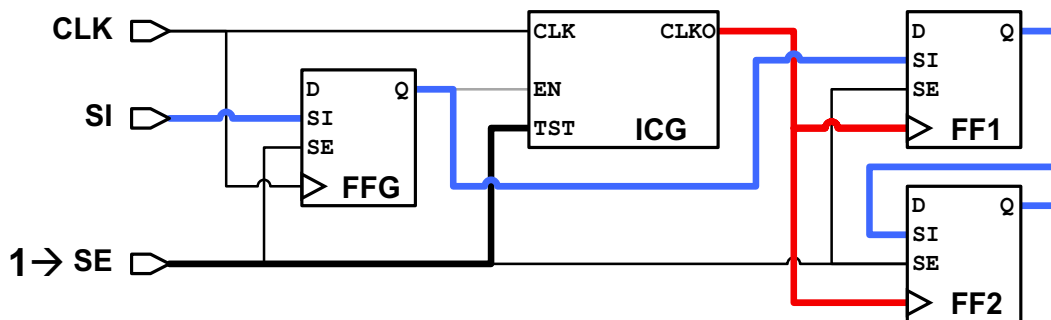 CLK
SI
1→ SE
D Q
SI
SE
FFG
CLK CLKO
EN
TST
ICG
D Q
SI
SE
FF1
D Q
SI
SE
FF2